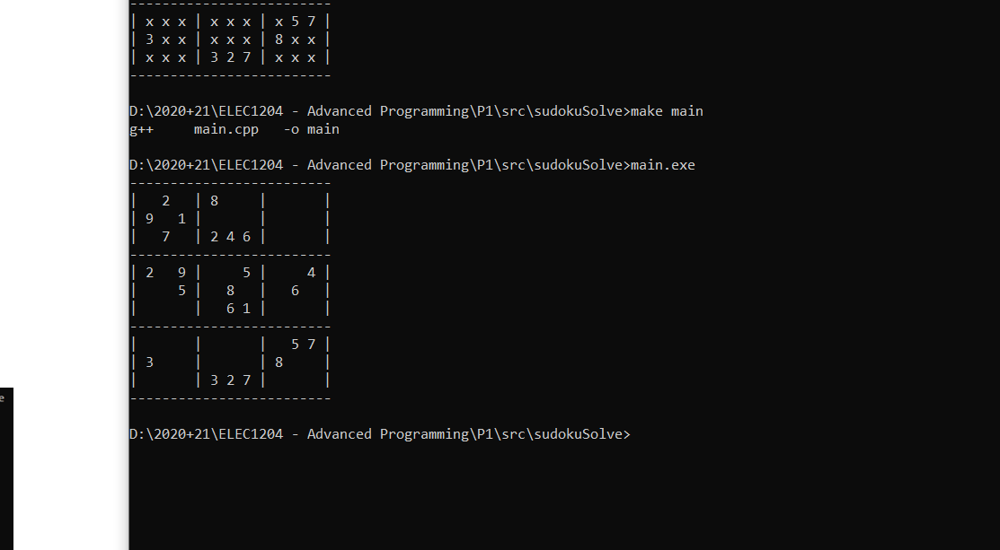 -------------------------
| x x x | x x x | x 5 7 |
| 3 x x | x x x | 8 x x |
| x x x | 3 2 7 | x x x |
-------------------------
D:\2020+21\ELEC1204 - Advanced Programming\P1\src\sudokuSolve>make main
g++     main.cpp   -o main
D:\2020+21\ELEC1204 - Advanced Programming\P1\src\sudokuSolve>main.exe
-------------------------
|   2   | 8     |       |
| 9   1 |       |       |
|   7   | 2 4 6 |       |
-------------------------
| 2   9 |     5 |     4 |
|     5 |   8   |   6   |
|       |   6 1 |       |
-------------------------
|       |       |   5 7 |
| 3     |       | 8     |
|       | 3 2 7 |       |
-------------------------
e
D:\2020+21\ELEC1204 - Advanced Programming\P1\src\sudokuSolve>